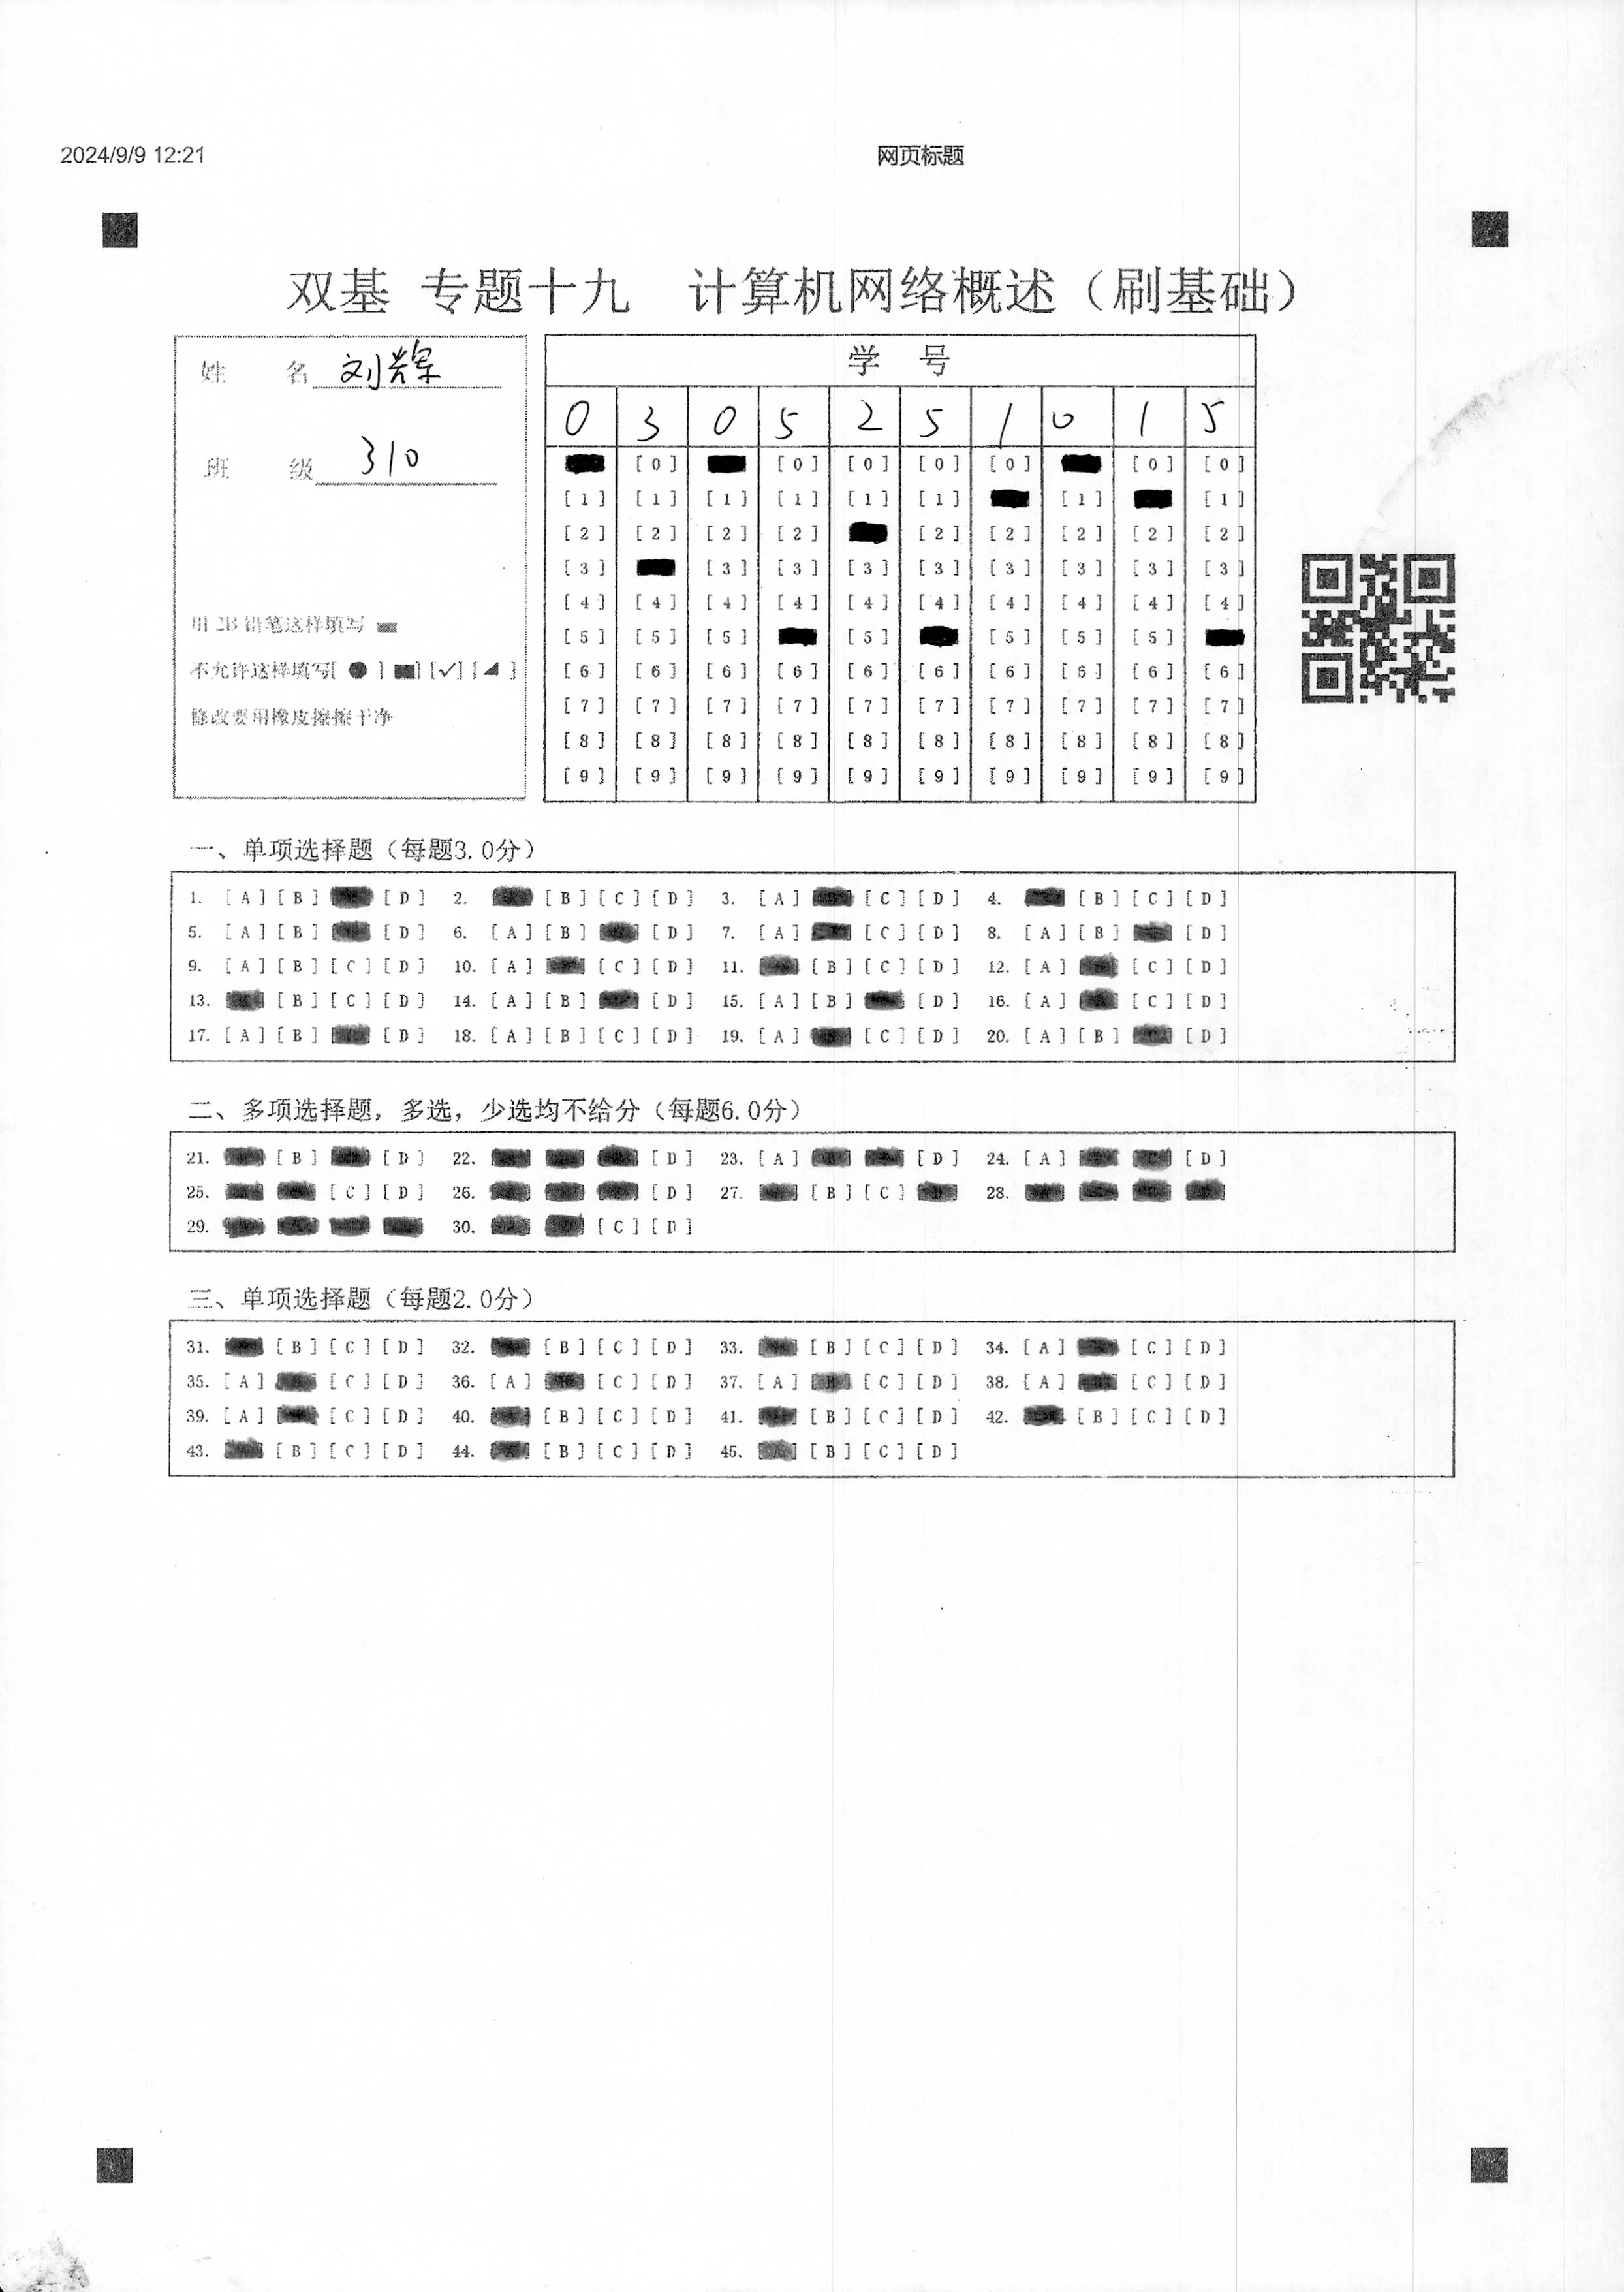 2024/9/9 12:21 网页标题
双基 专题十九 计算机网络概述（刷基础）
姓 名 刘辉
班 级 310
用 2B 铅笔这样填写
不允许这样填写[ ● ] [■] [✓] [◢ ]
修改要用橡皮擦擦干净
学 号
0 3 0 5 2 5 1 0 1 5
[0] [0] [0] [0] [0] [0] [0]
[1] [1] [1] [1] [1] [1] [1] [1]
[2] [2] [2] [2] [2] [2] [2] [2] [2]
[3] [3] [3] [3] [3] [3] [3] [3] [3]
[4] [4] [4] [4] [4] [4] [4] [4] [4] [4]
[5] [5] [5] [5] [5] [5] [5]
[6] [6] [6] [6] [6] [6] [6] [6] [6] [6]
[7] [7] [7] [7] [7] [7] [7] [7] [7] [7]
[8] [8] [8] [8] [8] [8] [8] [8] [8] [8]
[9] [9] [9] [9] [9] [9] [9] [9] [9] [9]
一、单项选择题（每题3.0分）
1. [A] [B] [D] 2. [B] [C] [D] 3. [A] [C] [D] 4. [B] [C] [D]
5. [A] [B] [D] 6. [A] [B] [D] 7. [A] [C] [D] 8. [A] [B] [D]
9. [A] [B] [C] [D] 10. [A] [C] [D] 11. [B] [C] [D] 12. [A] [C] [D]
13. [B] [C] [D] 14. [A] [B] [D] 15. [A] [B] [D] 16. [A] [C] [D]
17. [A] [B] [D] 18. [A] [B] [C] [D] 19. [A] [C] [D] 20. [A] [B] [D]
二、多项选择题，多选，少选均不给分（每题6.0分）
21. [B] [D] 22. [D] 23. [A] [D] 24. [A] [D]
25. [C] [D] 26. [D] 27. [B] [C] 28.
29. 30. [C] [D]
三、单项选择题（每题2.0分）
31. [B] [C] [D] 32. [B] [C] [D] 33. [B] [C] [D] 34. [A] [C] [D]
35. [A] [C] [D] 36. [A] [C] [D] 37. [A] [B] [C] [D] 38. [A] [C] [D]
39. [A] [C] [D] 40. [B] [C] [D] 41. [B] [C] [D] 42. [B] [C] [D]
43. [B] [C] [D] 44. [B] [C] [D] 45. [A] [B] [C] [D]